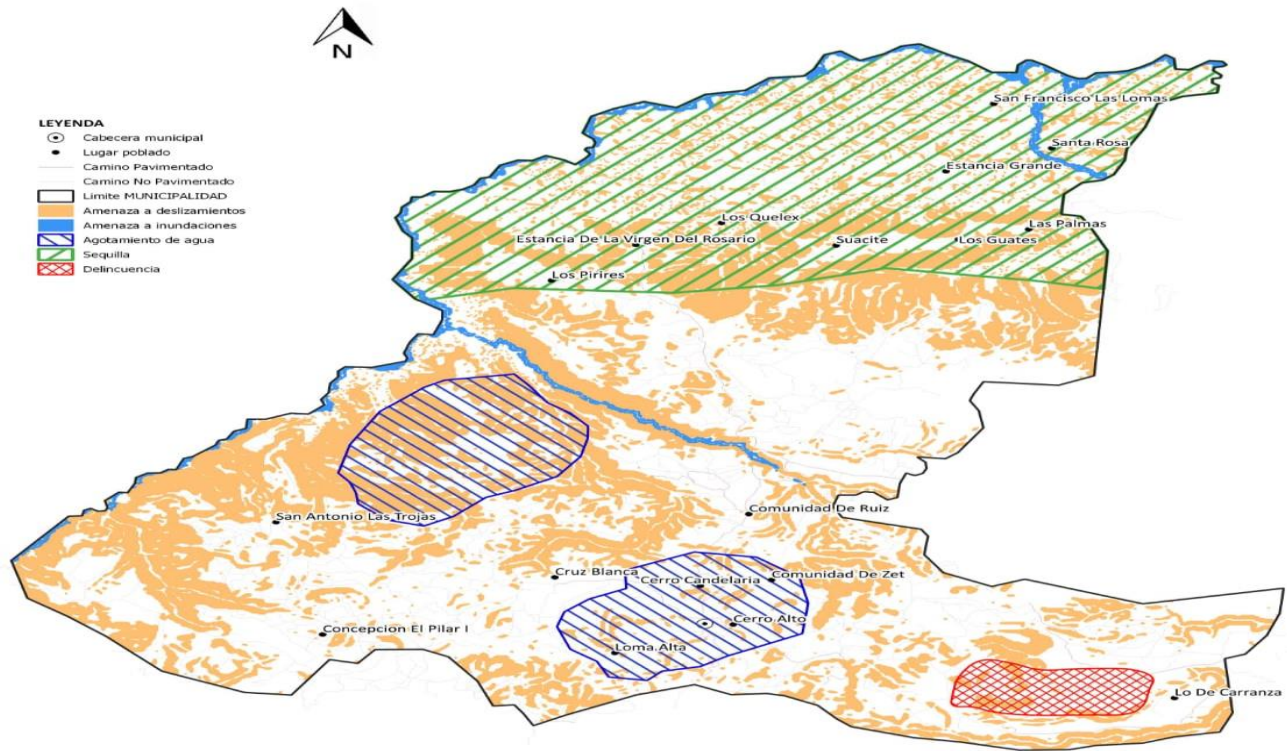 N
LEYENDA
Cabecera municipal
Lugar poblado
Camino Pavimentado
Camino No Pavimentado
Limite MUNICIPALIDAD
Amenaza a deslizamientos
Amenaza a inundaciones
Agotamiento de agua
Sequilla
Delincuencia
San Francisco Las Lomas
Santa Rosa
Estancia Grande
Los Quelex
Las Palmas
Estancia De La Virgen Del Rosario
Suacite
Los Guates
Los Pirires
San Antonio Las Trojas
Comunidad De Ruiz
Cruz Blanca
Cerro Candelaria
Comunidad De Zet
Cerro Alto
Concepcion El Pilar I
Loma Alta
Lo De Carranza